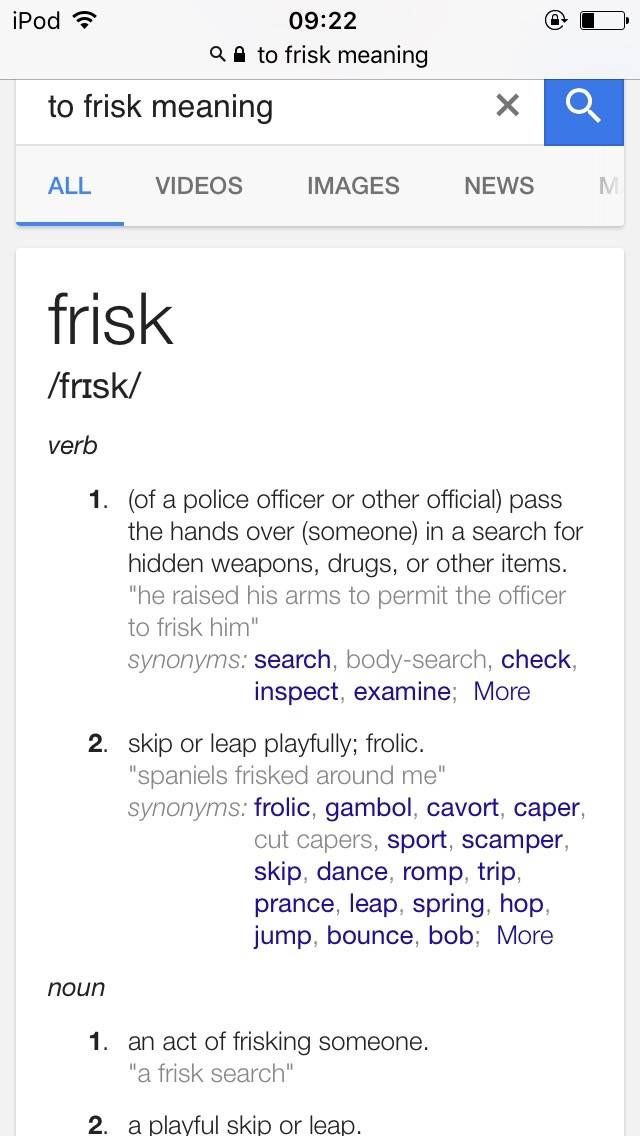 iPod 09:22
to frisk meaning
to frisk meaning
ALL VIDEOS IMAGES NEWS
frisk
/frɪsk/
verb
1. (of a police officer or other official) pass
the hands over (someone) in a search for
hidden weapons, drugs, or other items.
"he raised his arms to permit the officer
to frisk him"
synonyms: search, body-search, check,
inspect, examine; More
2. skip or leap playfully; frolic.
"spaniels frisked around me"
synonyms: frolic, gambol, cavort, caper,
cut capers, sport, scamper,
skip, dance, romp, trip,
prance, leap, spring, hop,
jump, bounce, bob; More
noun
1. an act of frisking someone.
"a frisk search"
2. a playful skip or leap.